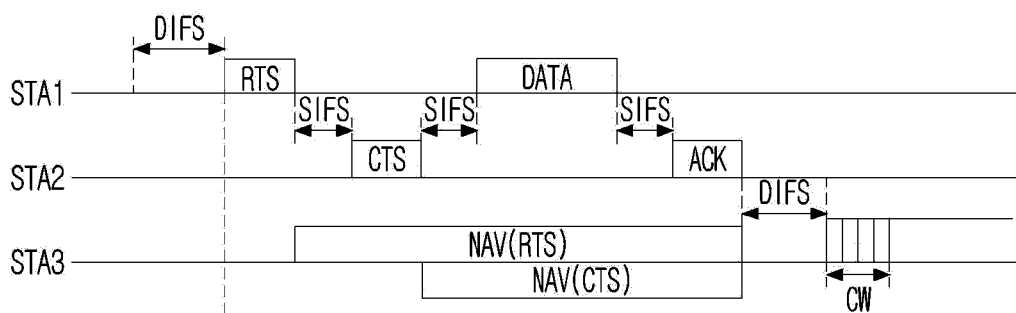 DIFS
STA1
RTS
DATA
SIFS
SIFS
SIFS
STA2
CTS
ACK
DIFS
STA3
NAV(RTS)
NAV(CTS)
CW